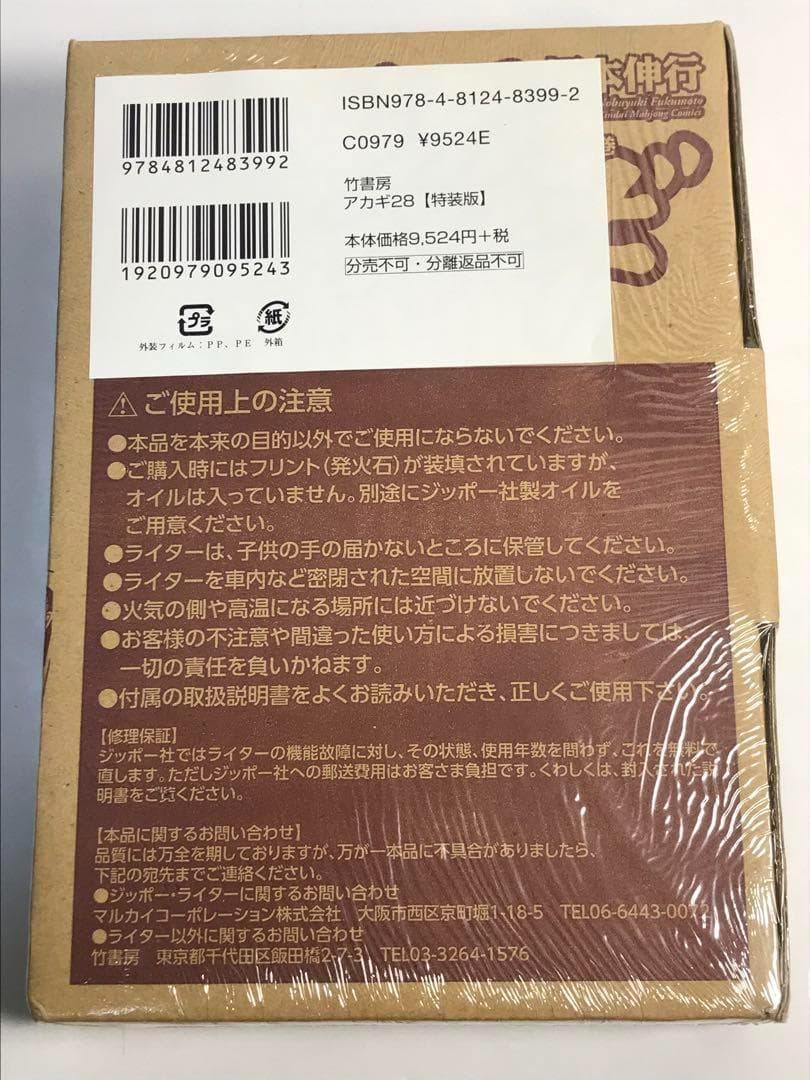 本伸行
Nobuyuki Fukumoto
Kindai Mahjong Comics
巻
ISBN978-4-8124-8399-2
C0979 ¥9524E
9784812483992
竹書房
アカギ28【特装版】
本体価格9,524円+税
分売不可・分離返品不可
1920979095243
プラ 紙
外装フィルム:PP、PE 外箱
ご使用上の注意
●本品を本来の目的以外でご使用にならないでください。
●ご購入時にはフリント(発火石)が装填されていますが、
オイルは入っていません。別途にジッポー社製オイルを
ご用意ください。
●ライターは、子供の手の届かないところに保管してください。
●ライターを車内など密閉された空間に放置しないでください。
●火気の側や高温になる場所には近づけないでください。
●お客様の不注意や間違った使い方による損害につきましては、
一切の責任を負いかねます。
●付属の取扱説明書をよくお読みいただき、正しくご使用下さい。
【修理保証】
ジッポー社ではライターの機能故障に対し、その状態、使用年数を問わず、これを無料で
直します。ただしジッポー社への郵送費用はお客さま負担です。くわしくは、封入された説
明書をご覧ください。
【本品に関するお問い合わせ】
品質には万全を期しておりますが、万が一本品に不具合がありましたら、
下記の宛先までご連絡ください。
●ジッポー・ライターに関するお問い合わせ
マルカイコーポレーション株式会社 大阪市西区京町堀1-18-5 TEL06-6443-0072
●ライター以外に関するお問い合わせ
竹書房 東京都千代田区飯田橋2-7-3 TEL03-3264-1576